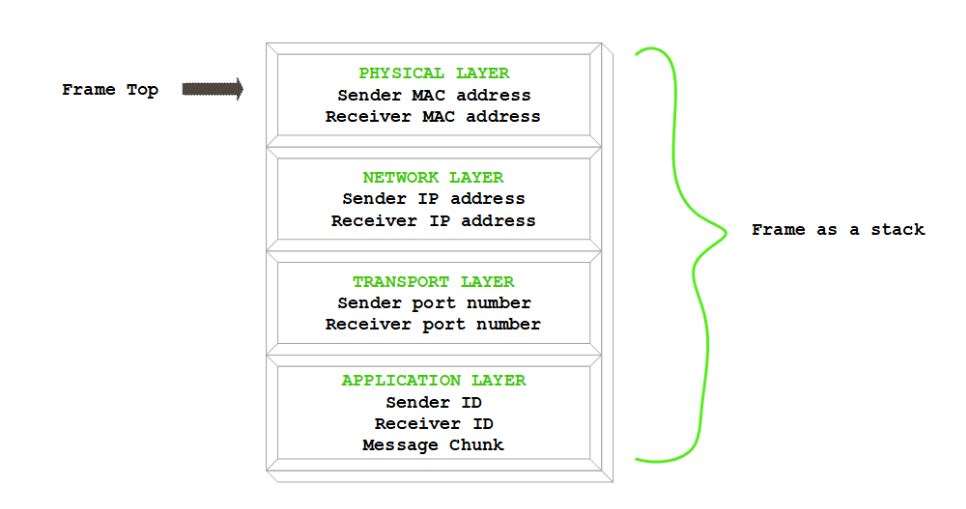 Frame Top
PHYSICAL LAYER
Sender MAC address
Receiver MAC address
NETWORK LAYER
Sender IP address
Receiver IP address
TRANSPORT LAYER
Sender port number
Receiver port number
APPLICATION LAYER
Sender ID
Receiver ID
Message Chunk
Frame as a stack